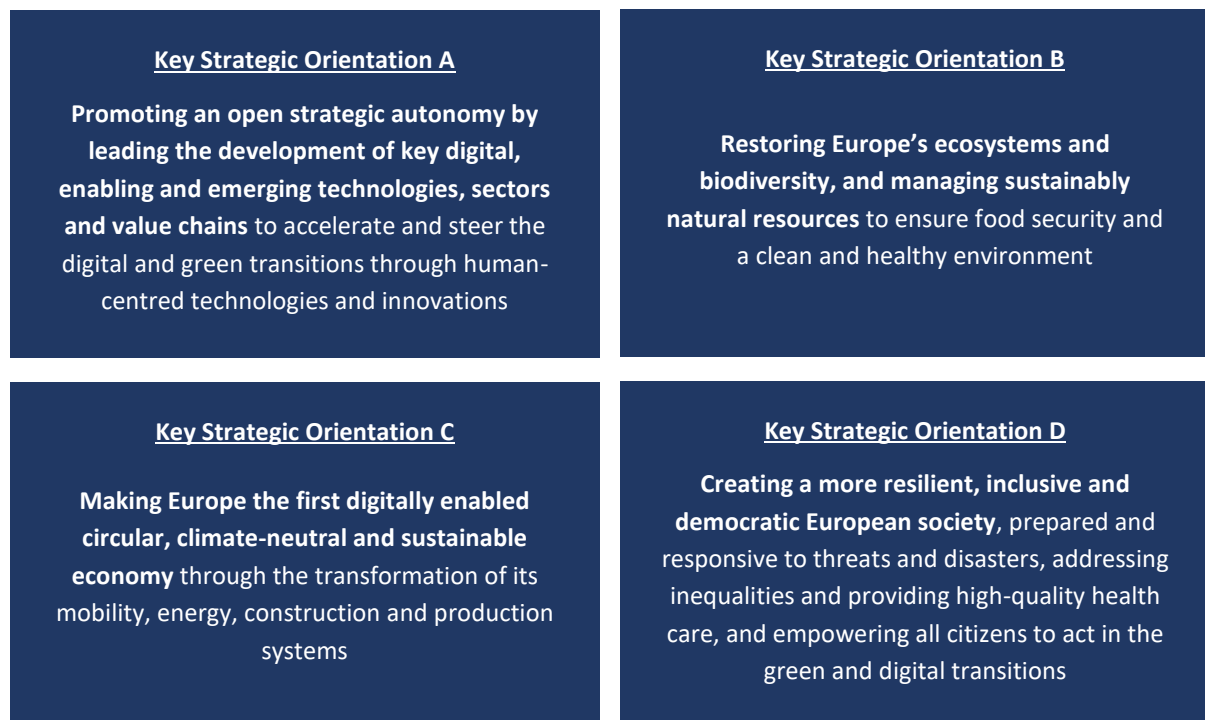 Key Strategic Orientation A
Promoting an open strategic autonomy by
leading the development of key digital,
enabling and emerging technologies, sectors
and value chains to accelerate and steer the
digital and green transitions through human-
centred technologies and innovations
Key Strategic Orientation B
Restoring Europe’s ecosystems and
biodiversity, and managing sustainably
natural resources to ensure food security and
a clean and healthy environment
Key Strategic Orientation C
Making Europe the first digitally enabled
circular, climate-neutral and sustainable
economy through the transformation of its
mobility, energy, construction and production
systems
Key Strategic Orientation D
Creating a more resilient, inclusive and
democratic European society, prepared and
responsive to threats and disasters, addressing
inequalities and providing high-quality health
care, and empowering all citizens to act in the
green and digital transitions